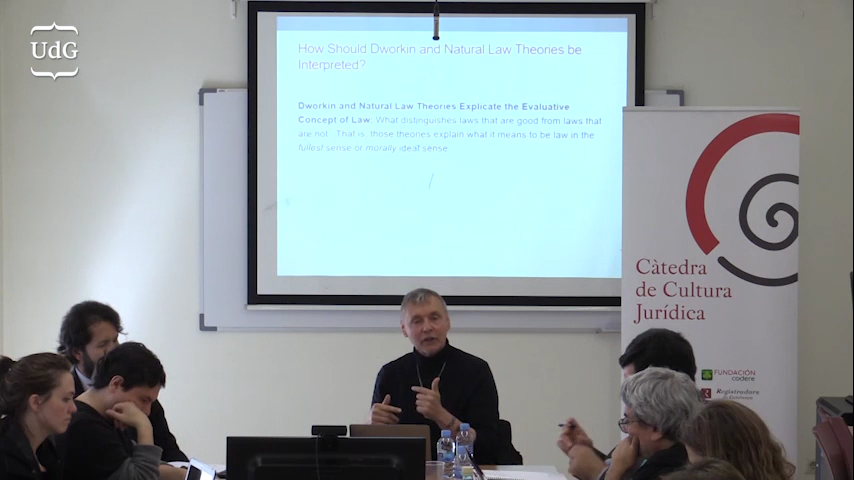 UdG
How Should Dworkin and Natural Law Theories be
Interpreted?
Dworkin and Natural Law Theories Explicate the Evaluative
Concept of Law: What distinguishes laws that are good from laws that
are not. That is, those theories explain what it means to be law in the
fullest sense or morally ideal sense.
Càtedra
de Cultura
Jurídica
FUNDACIÓN
codere
Registradors